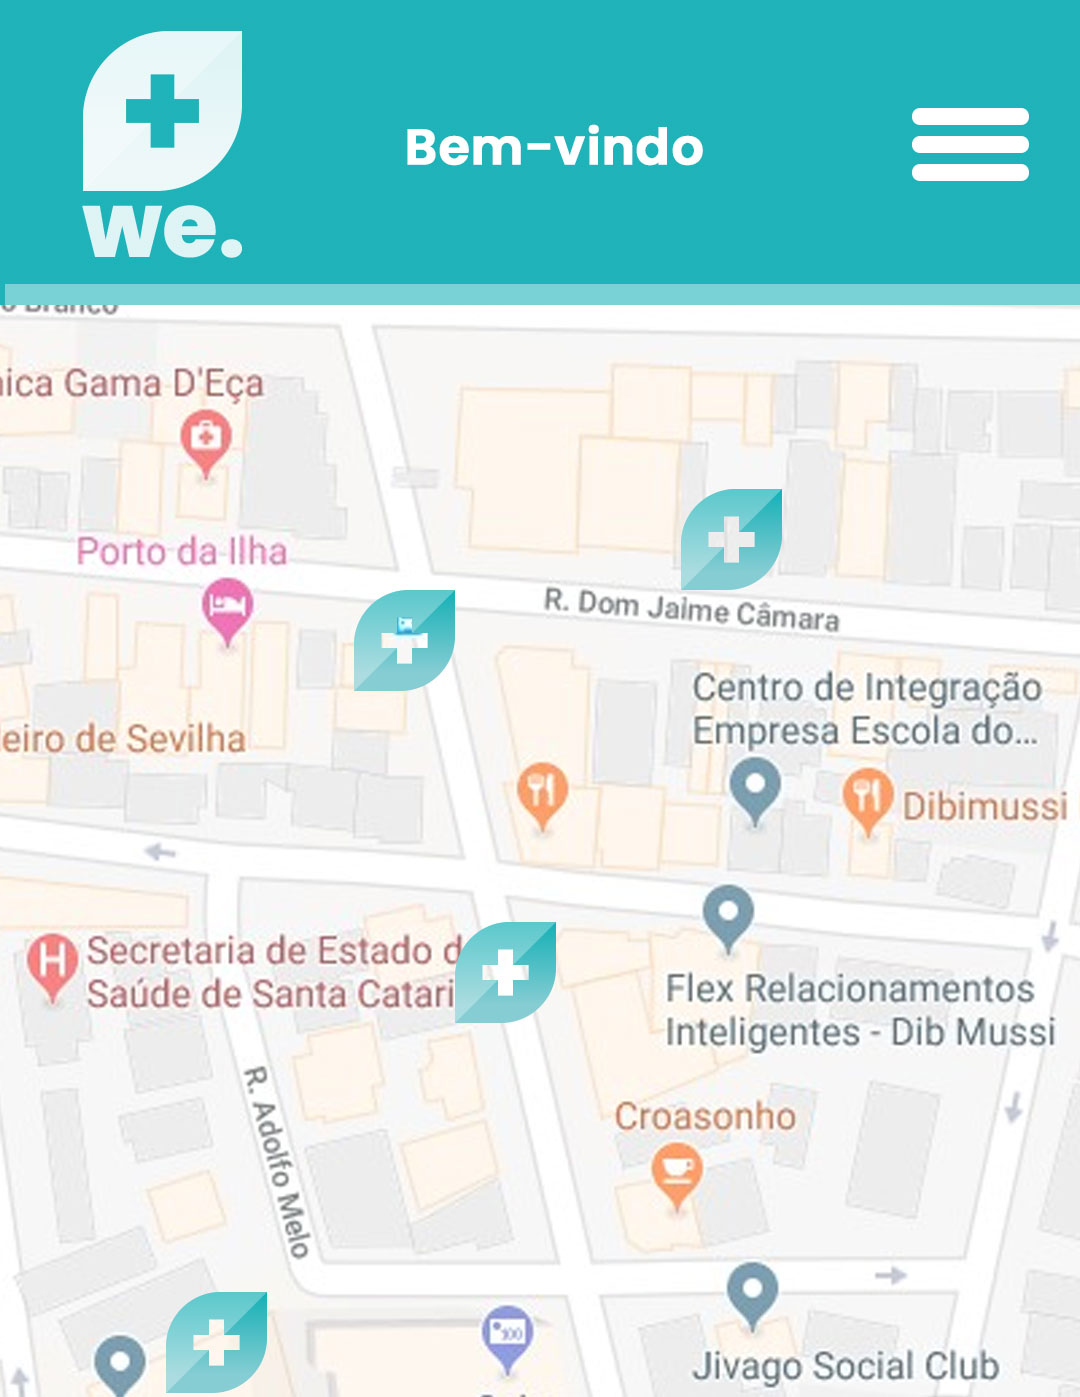 we.
Bem-vindo
o Branco
nica Gama D'Eça
Porto da Ilha
R. Dom Jaime Câmara
Centro de Integração
Empresa Escola do...
eiro de Sevilha
Dibimussi
Secretaria de Estado d
Saúde de Santa Catari
H
Flex Relacionamentos
Inteligentes - Dib Mussi
R. Adolfo Melo
Croasonho
Jivago Social Club